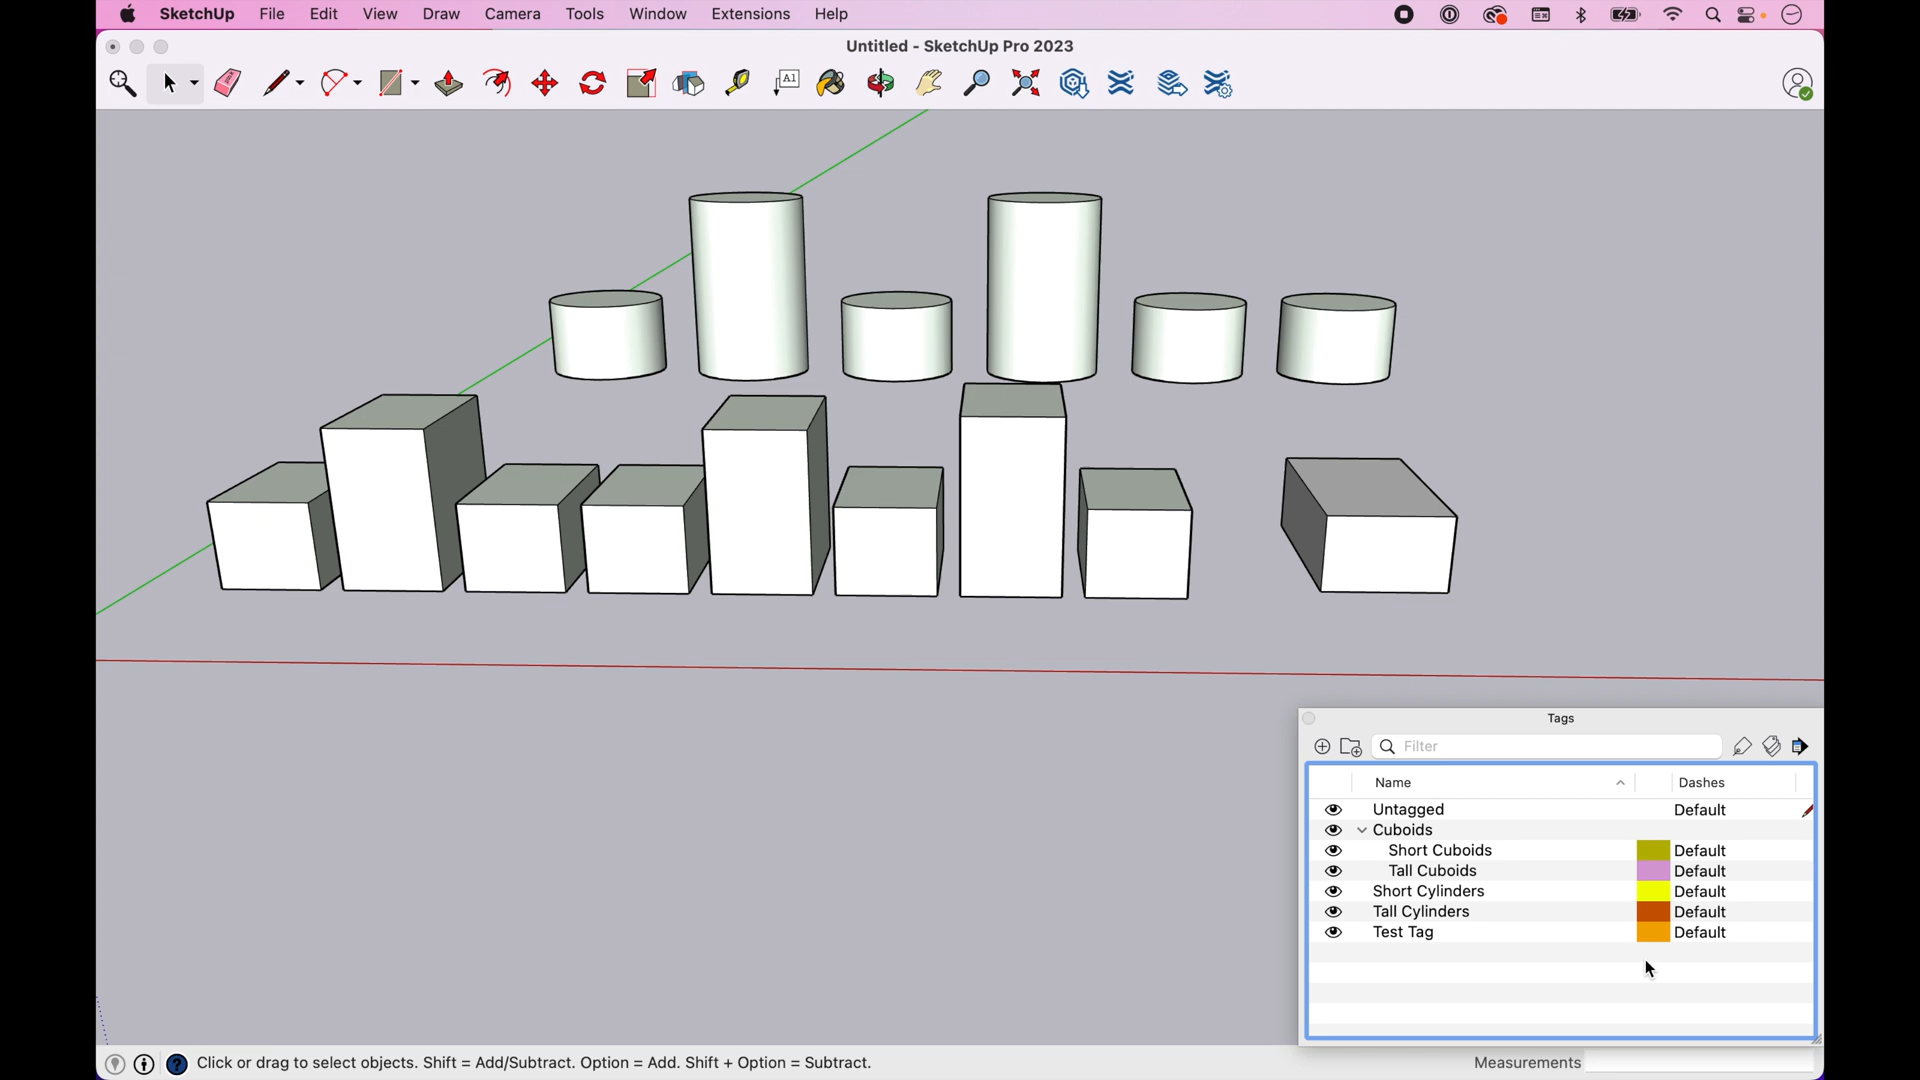 SketchUp File Edit View Draw Camera Tools Window Extensions Help
Untitled - SketchUp Pro 2023
A1
Tags
Filter
Name Dashes
Untagged Default
Cuboids
Short Cuboids Default
Tall Cuboids Default
Short Cylinders Default
Tall Cylinders Default
Test Tag Default
Click or drag to select objects. Shift = Add/Subtract. Option = Add. Shift + Option = Subtract.
Measurements